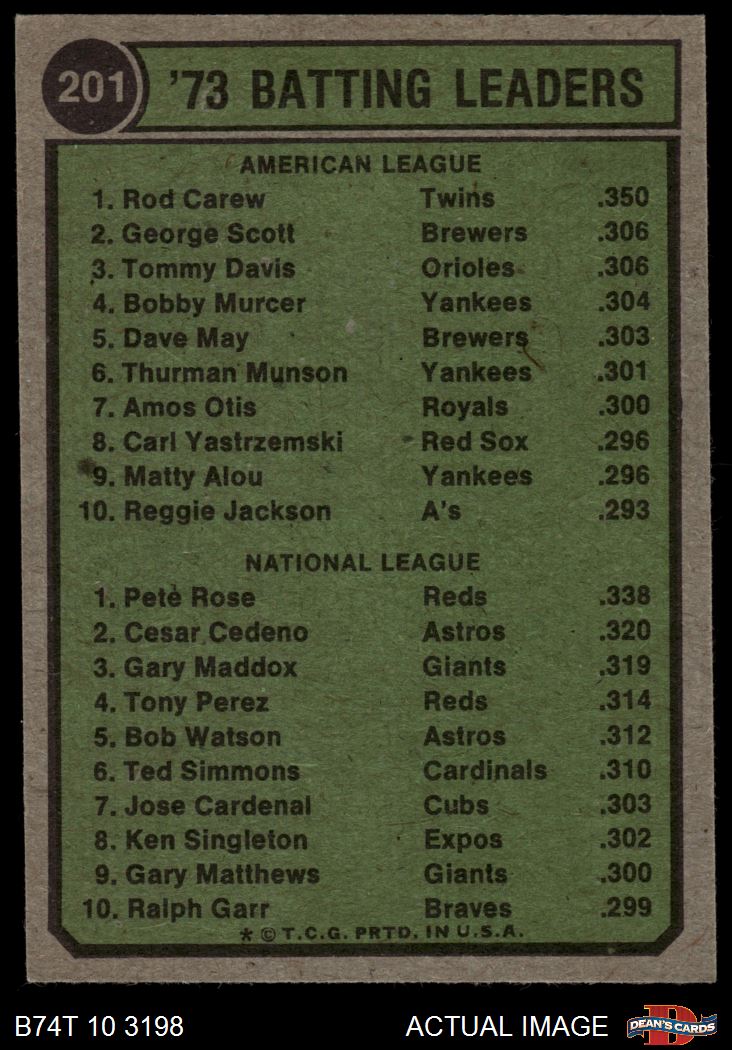 201
'73 BATTING LEADERS
AMERICAN LEAGUE
1. Rod Carew Twins .350
2. George Scott Brewers .306
3. Tommy Davis Orioles .306
4. Bobby Murcer Yankees .304
5. Dave May Brewers .303
6. Thurman Munson Yankees .301
7. Amos Otis Royals .300
8. Carl Yastrzemski Red Sox .296
9. Matty Alou Yankees .296
10. Reggie Jackson A's .293
NATIONAL LEAGUE
1. Pete Rose Reds .338
2. Cesar Cedeno Astros .320
3. Gary Maddox Giants .319
4. Tony Perez Reds .314
5. Bob Watson Astros .312
6. Ted Simmons Cardinals .310
7. Jose Cardenal Cubs .303
8. Ken Singleton Expos .302
9. Gary Matthews Giants .300
10. Ralph Garr Braves .299
* © T.C.G. PRTD. IN U.S.A.
B74T 10 3198 ACTUAL IMAGE
D
DEAN'S CARDS